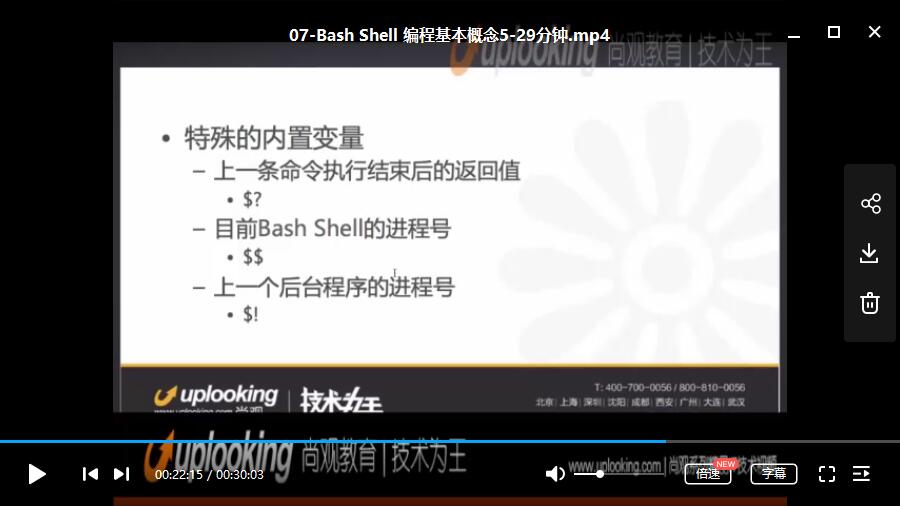 07-Bash Shell 编程基本概念5-29分钟.mp4
uplooking 尚观教育 | 技术为王
• 特殊的内置变量
– 上一条命令执行结束后的返回值
• $?
– 目前Bash Shell的进程号
• $$
– 上一个后台程序的进程号
• $!
uplooking | 技术为王
www.uplooking.com 尚观
T: 400-700-0056 / 800-810-0056
北京 | 上海 | 深圳 | 沈阳 | 成都 | 西安 | 广州 | 大连 | 武汉
uplooking 尚观教育 | 技术为王
www.uplooking.com | 尚观系列
00:22:15 / 00:30:03
倍速
NEW
字幕